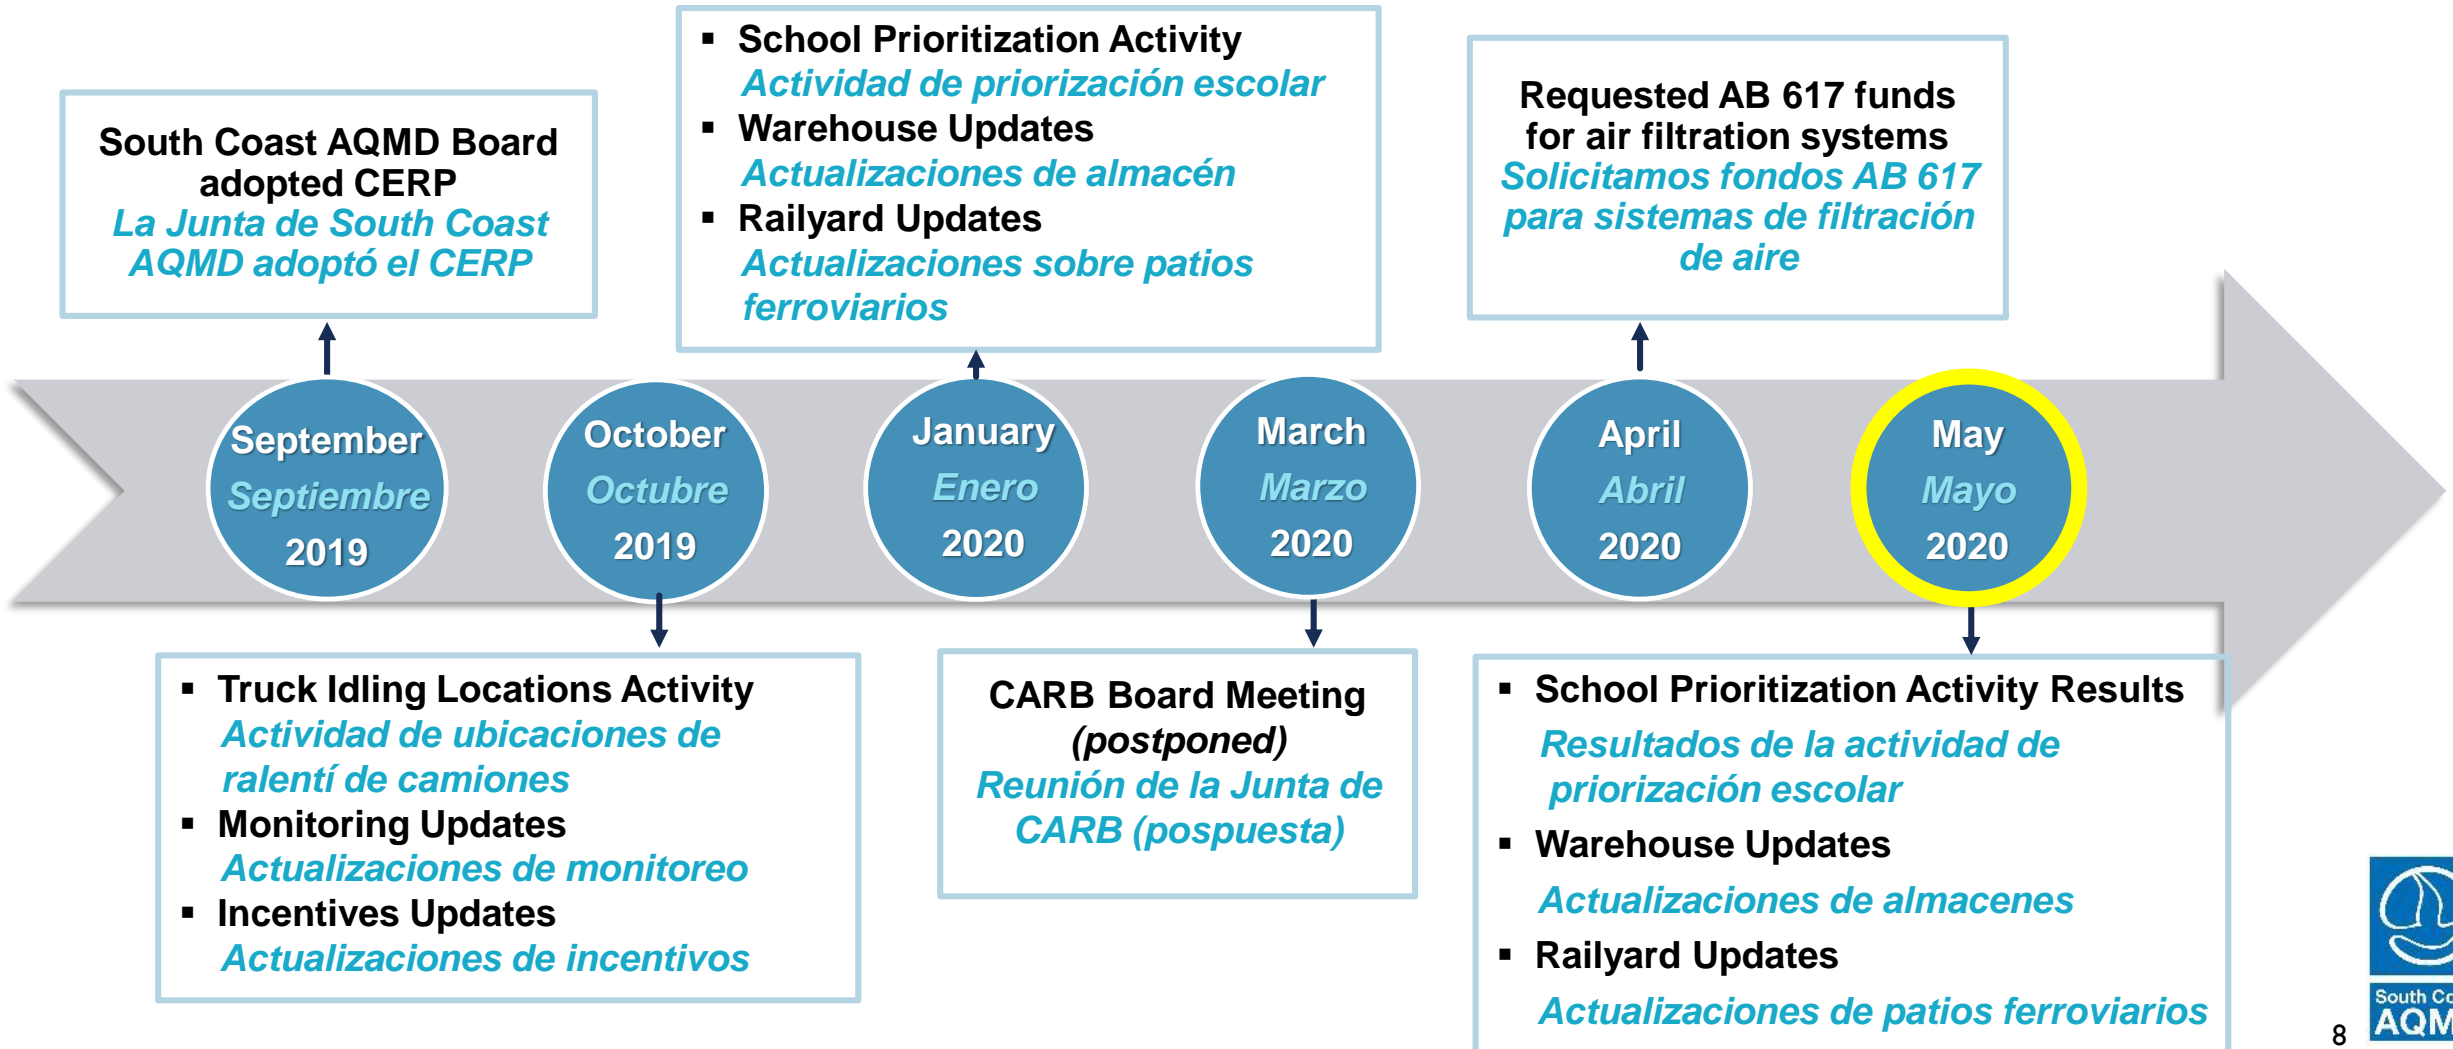 South Coast AQMD Board
adopted CERP
La Junta de South Coast
AQMD adoptó el CERP
▪ School Prioritization Activity
Actividad de priorización escolar
▪ Warehouse Updates
Actualizaciones de almacén
▪ Railyard Updates
Actualizaciones sobre patios
ferroviarios
Requested AB 617 funds
for air filtration systems
Solicitamos fondos AB 617
para sistemas de filtración
de aire
September
Septiembre
2019
October
Octubre
2019
January
Enero
2020
March
Marzo
2020
April
Abril
2020
May
Mayo
2020
▪ Truck Idling Locations Activity
Actividad de ubicaciones de
ralentí de camiones
▪ Monitoring Updates
Actualizaciones de monitoreo
▪ Incentives Updates
Actualizaciones de incentivos
CARB Board Meeting
(postponed)
Reunión de la Junta de
CARB (pospuesta)
▪ School Prioritization Activity Results
Resultados de la actividad de
priorización escolar
▪ Warehouse Updates
Actualizaciones de almacenes
▪ Railyard Updates
Actualizaciones de patios ferroviarios
8
South Co
AQM